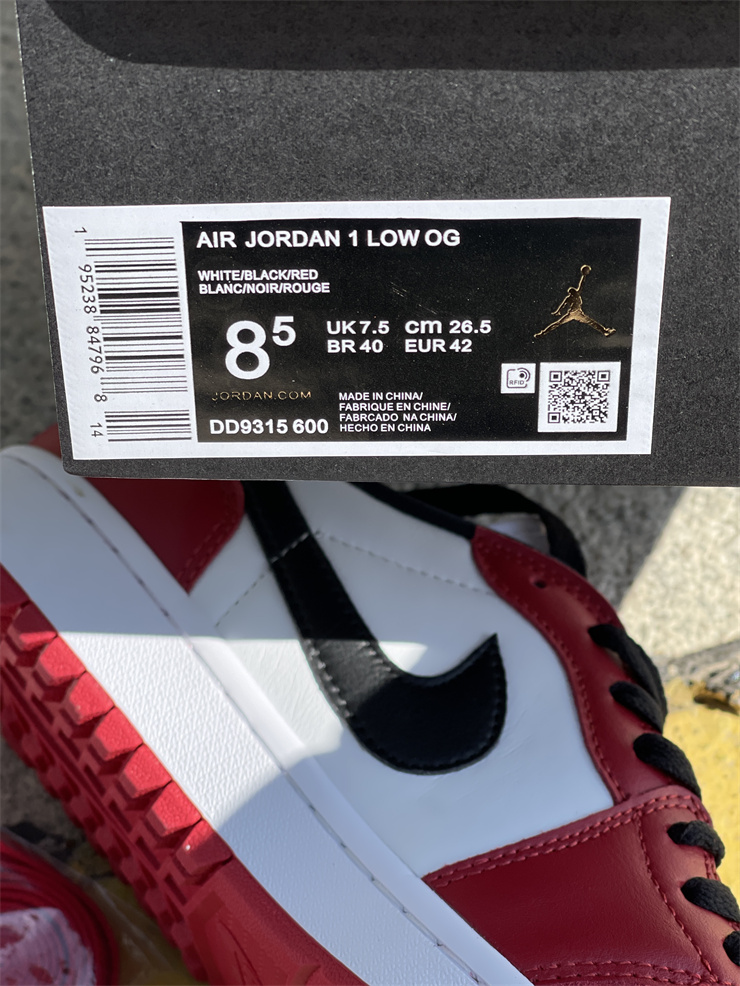 AIR JORDAN 1 LOW OG
WHITE/BLACK/RED
BLANC/NOIR/ROUGE
85
UK 7.5 cm 26.5
BR 40 EUR 42
JORDAN.COM
MADE IN CHINA/
FABRIQUE EN CHINE/
FABRCADO NA CHINA/
HECHO EN CHINA
DD9315 600
RFID
1 95238 84796 8 14